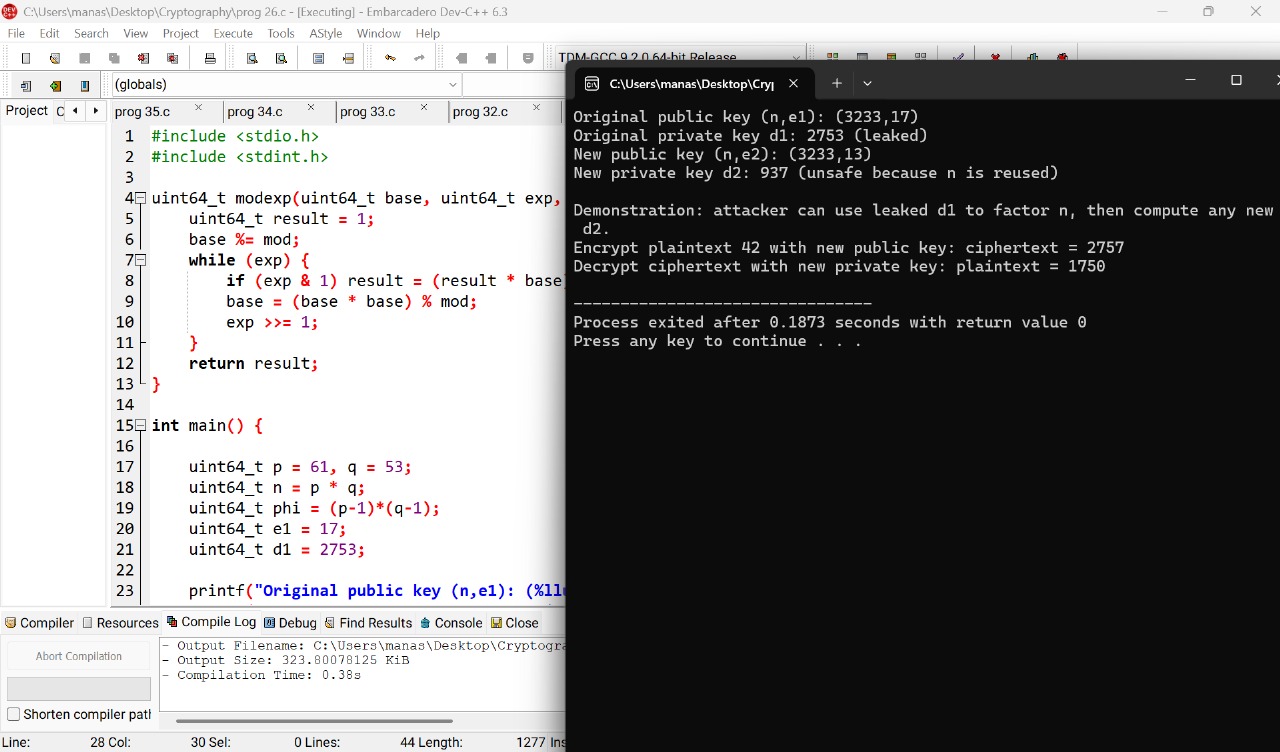 C:\Users\manas\Desktop\Cryptography\prog 26.c - [Executing] - Embarcadero Dev-C++ 6.3
File Edit Search View Project Execute Tools AStyle Window Help
TDM-GCC 9.2.0 64-bit Release
(globals)
Project C
prog 35.c prog 34.c prog 33.c prog 32.c
1 #include <stdio.h>
2 #include <stdint.h>
3
4 uint64_t modexp(uint64_t base, uint64_t exp,
5 uint64_t result = 1;
6 base %= mod;
7 while (exp) {
8 if (exp & 1) result = (result * base
9 base = (base * base) % mod;
10 exp >>= 1;
11 }
12 return result;
13 }
14
15 int main() {
16
17 uint64_t p = 61, q = 53;
18 uint64_t n = p * q;
19 uint64_t phi = (p-1)*(q-1);
20 uint64_t e1 = 17;
21 uint64_t d1 = 2753;
22
23 printf("Original public key (n,e1): (%llu
Compiler Resources Compile Log Debug Find Results Console Close
Abort Compilation
Shorten compiler path
- Output Filename: C:\Users\manas\Desktop\Cryptogra
- Output Size: 323.80078125 KiB
- Compilation Time: 0.38s
Line: 28 Col: 30 Sel: 0 Lines: 44 Length: 1277 Ins
C:\Users\manas\Desktop\Cryp
Original public key (n,e1): (3233,17)
Original private key d1: 2753 (leaked)
New public key (n,e2): (3233,13)
New private key d2: 937 (unsafe because n is reused)
Demonstration: attacker can use leaked d1 to factor n, then compute any new
d2.
Encrypt plaintext 42 with new public key: ciphertext = 2757
Decrypt ciphertext with new private key: plaintext = 1750
--------------------------------
Process exited after 0.1873 seconds with return value 0
Press any key to continue . . .